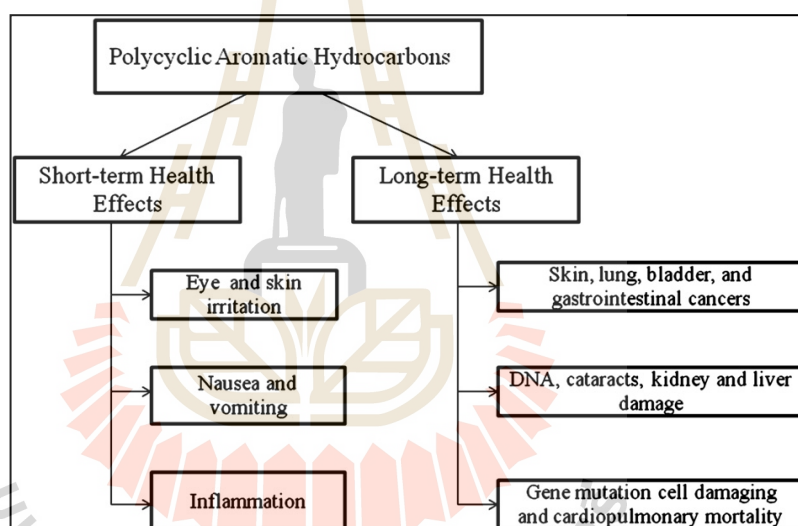 Polycyclic Aromatic Hydrocarbons
Short-term Health
Effects
Eye and skin
irritation
Nausea and
vomiting
Inflammation
Long-term Health
Effects
Skin, lung, bladder, and
gastrointestinal cancers
DNA, cataracts, kidney and liver
damage
Gene mutation cell damaging
and cardiopulmonary mortality